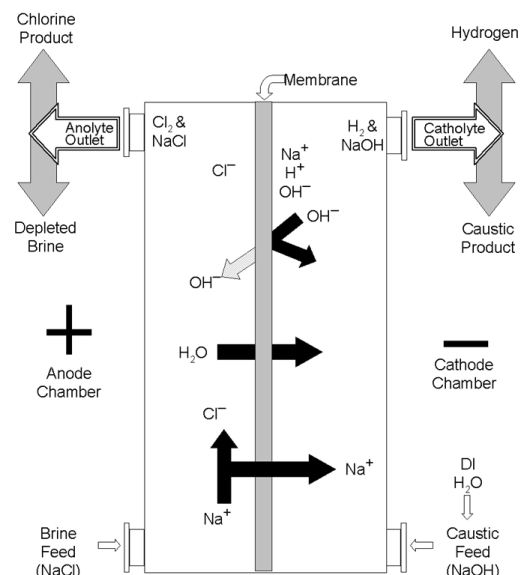 Chlorine
Product
Hydrogen
Membrane
Anolyte
Outlet
Cl₂ &
NaCl
H₂ &
NaOH
Catholyte
Outlet
Cl⁻
Na⁺
H⁺
OH⁻
OH⁻
Depleted
Brine
Caustic
Product
OH⁻
H₂O
Anode
Chamber
Cathode
Chamber
Cl⁻
Na⁺
Na⁺
DI
H₂O
Brine
Feed
(NaCl)
Caustic
Feed
(NaOH)